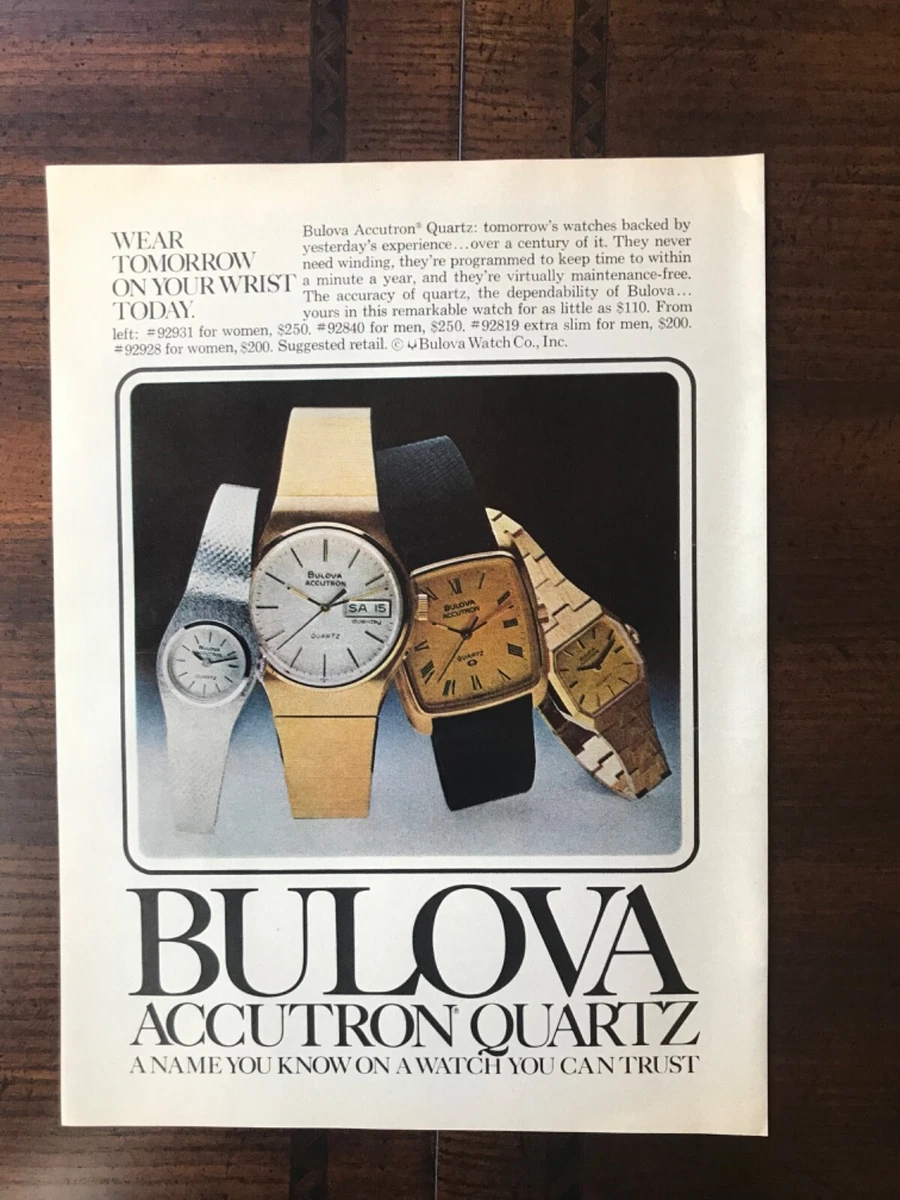 WEAR
TOMORROW
ON YOUR WRIST
TODAY.
Bulova Accutron® Quartz: tomorrow's watches backed by
yesterday's experience...over a century of it. They never
need winding, they're programmed to keep time to within
a minute a year, and they're virtually maintenance-free.
The accuracy of quartz, the dependability of Bulova...
yours in this remarkable watch for as little as $110. From
left: #92931 for women, $250. #92840 for men, $250. #92819 extra slim for men, $200.
#92928 for women, $200. Suggested retail. © Bulova Watch Co., Inc.
BULOVA
QUARTZ
BULOVA
ACCUTRON
SA 15
QUARTZ
BULOVA
ACCUTRON
QUARTZ
BULOVA
BULOVA
ACCUTRON® QUARTZ
A NAME YOU KNOW ON A WATCH YOU CAN TRUST